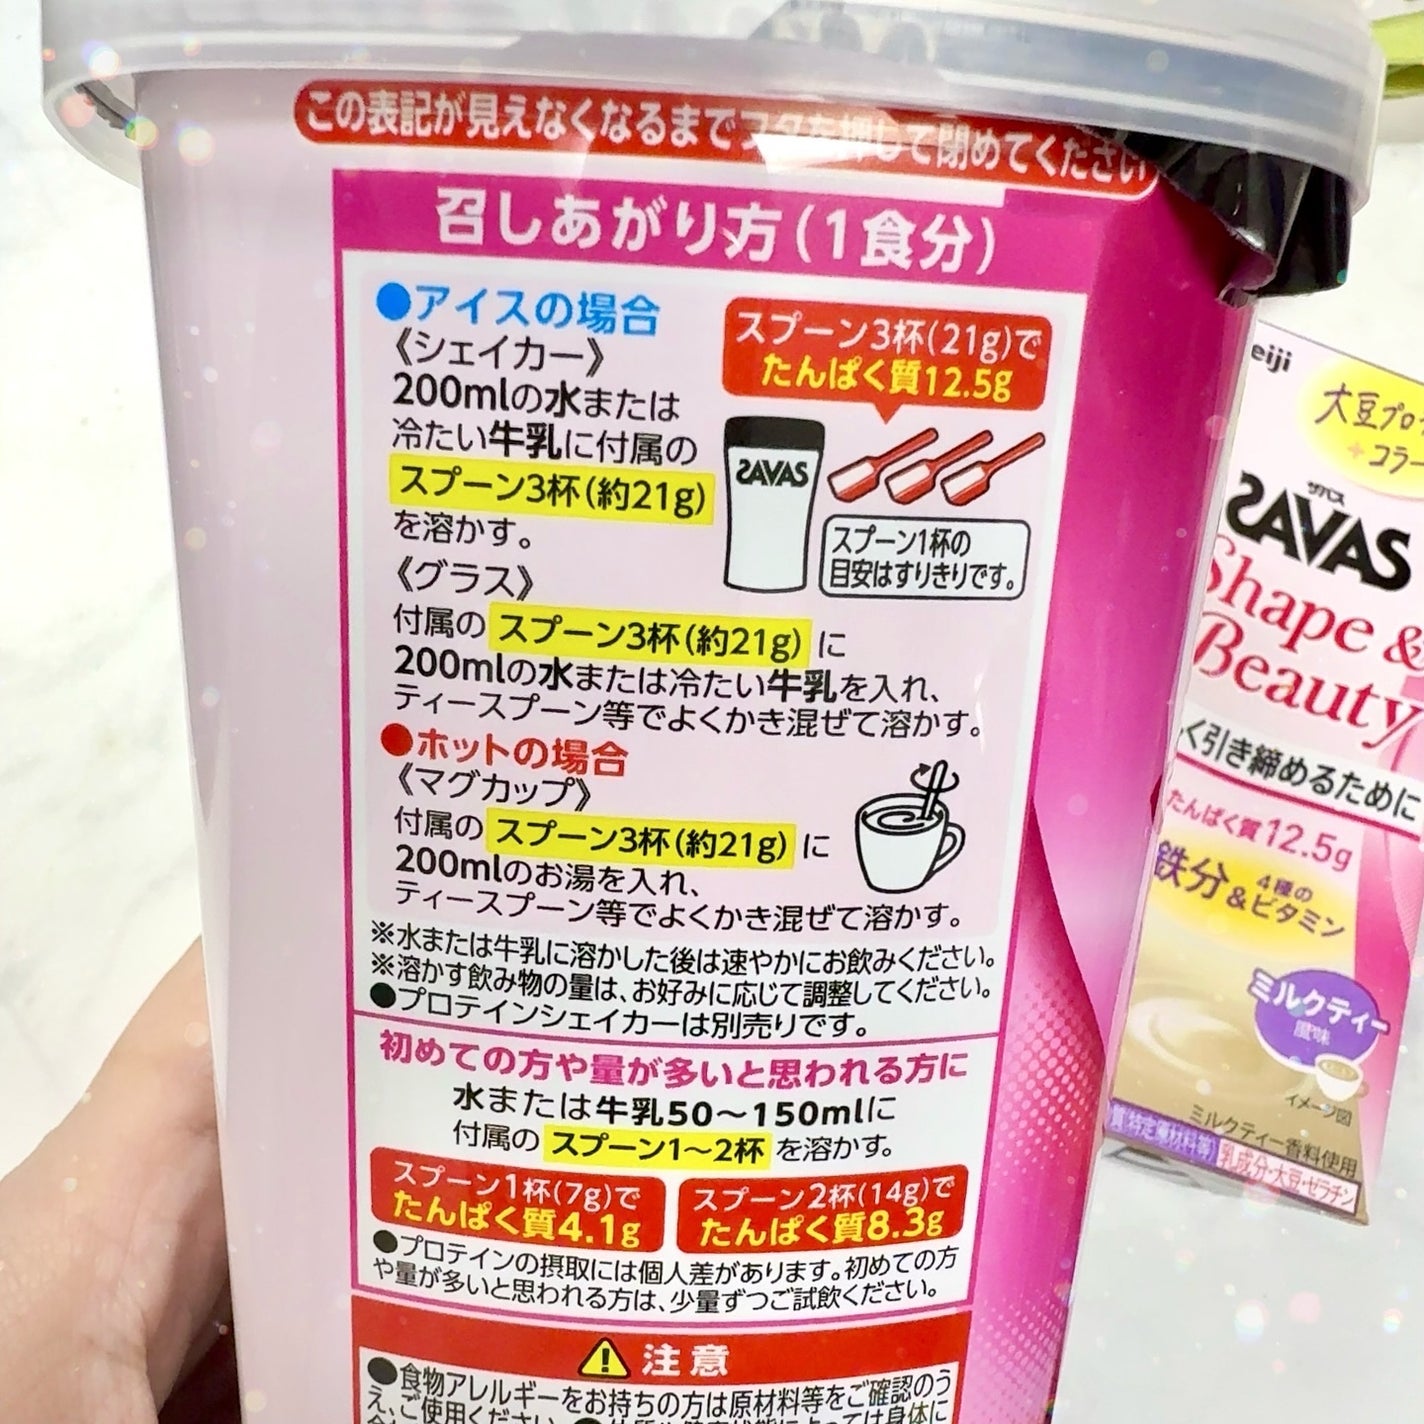 この表記が見えなくなるまでフタを押して閉めてください
召しあがり方(1食分)
●アイスの場合
《シェイカー》
200mlの水または
冷たい牛乳に付属の
スプーン3杯(約21g)
を溶かす。
スプーン3杯(21g)で
たんぱく質12.5g
SAVAS
スプーン1杯の
目安はすりきりです。
《グラス》
付属の スプーン3杯(約21g) に
200mlの水または冷たい牛乳を入れ、
ティースプーン等でよくかき混ぜて溶かす。
●ホットの場合
《マグカップ》
付属の スプーン3杯(約21g) に
200mlのお湯を入れ、
ティースプーン等でよくかき混ぜて溶かす。
※水または牛乳に溶かした後は速やかにお飲みください。
※溶かす飲み物の量は、お好みに応じて調整してください。
●プロテインシェイカーは別売りです。
初めての方や量が多いと思われる方に
水または牛乳50〜150mlに
付属の スプーン1〜2杯 を溶かす。
スプーン1杯(7g)で
たんぱく質4.1g
スプーン2杯(14g)で
たんぱく質8.3g
●プロテインの摂取には個人差があります。初めての方
や量が多いと思われる方は、少量ずつご試飲ください。
注意
●食物アレルギーをお持ちの方は原材料等をご確認のう
え、ご使用ください。
eiji
大豆プロ
+コラー
ザバス
SAVAS
Shape &
Beauty
く引き締めるために
たんぱく質12.5g
鉄分&4種のビタミン
ミルクティー
風味
イメージ図
ミルクティー香料使用
乳成分・大豆・ゼラチン